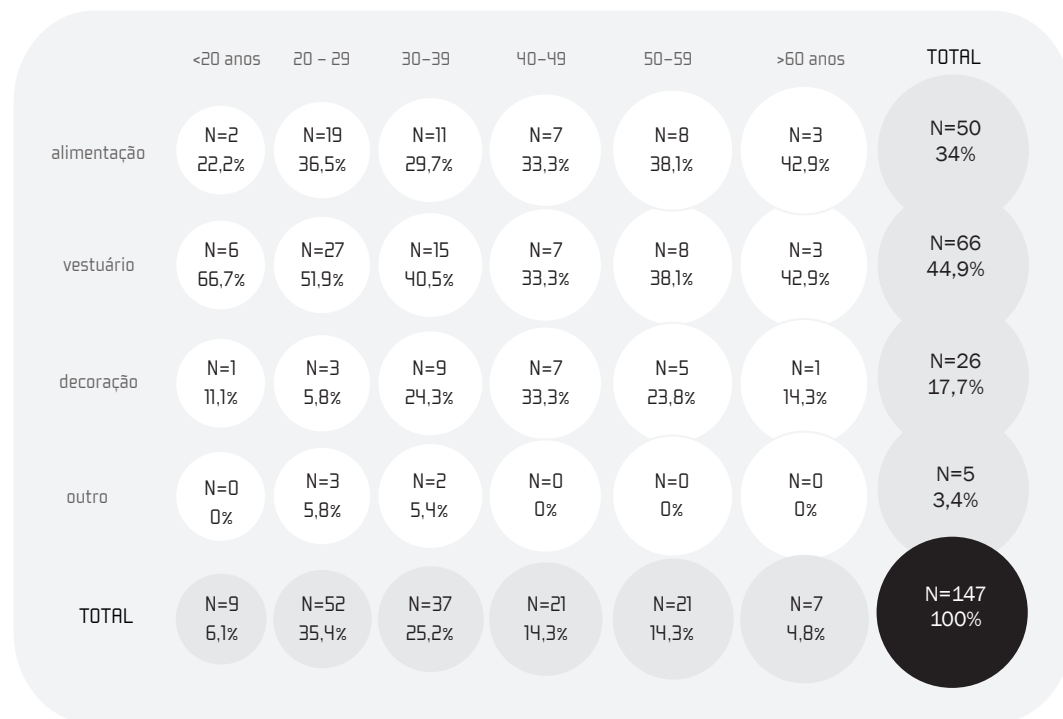 <20 anos 20 - 29 30-39 40-49 50-59 >60 anos TOTAL
alimentação N=2 N=19 N=11 N=7 N=8 N=3 N=50
22,2% 36,5% 29,7% 33,3% 38,1% 42,9% 34%
vestuário N=6 N=27 N=15 N=7 N=8 N=3 N=66
66,7% 51,9% 40,5% 33,3% 38,1% 42,9% 44,9%
decoração N=1 N=3 N=9 N=7 N=5 N=1 N=26
11,1% 5,8% 24,3% 33,3% 23,8% 14,3% 17,7%
outro N=0 N=3 N=2 N=0 N=0 N=0 N=5
0% 5,8% 5,4% 0% 0% 0% 3,4%
TOTAL N=9 N=52 N=37 N=21 N=21 N=7 N=147
6,1% 35,4% 25,2% 14,3% 14,3% 4,8% 100%